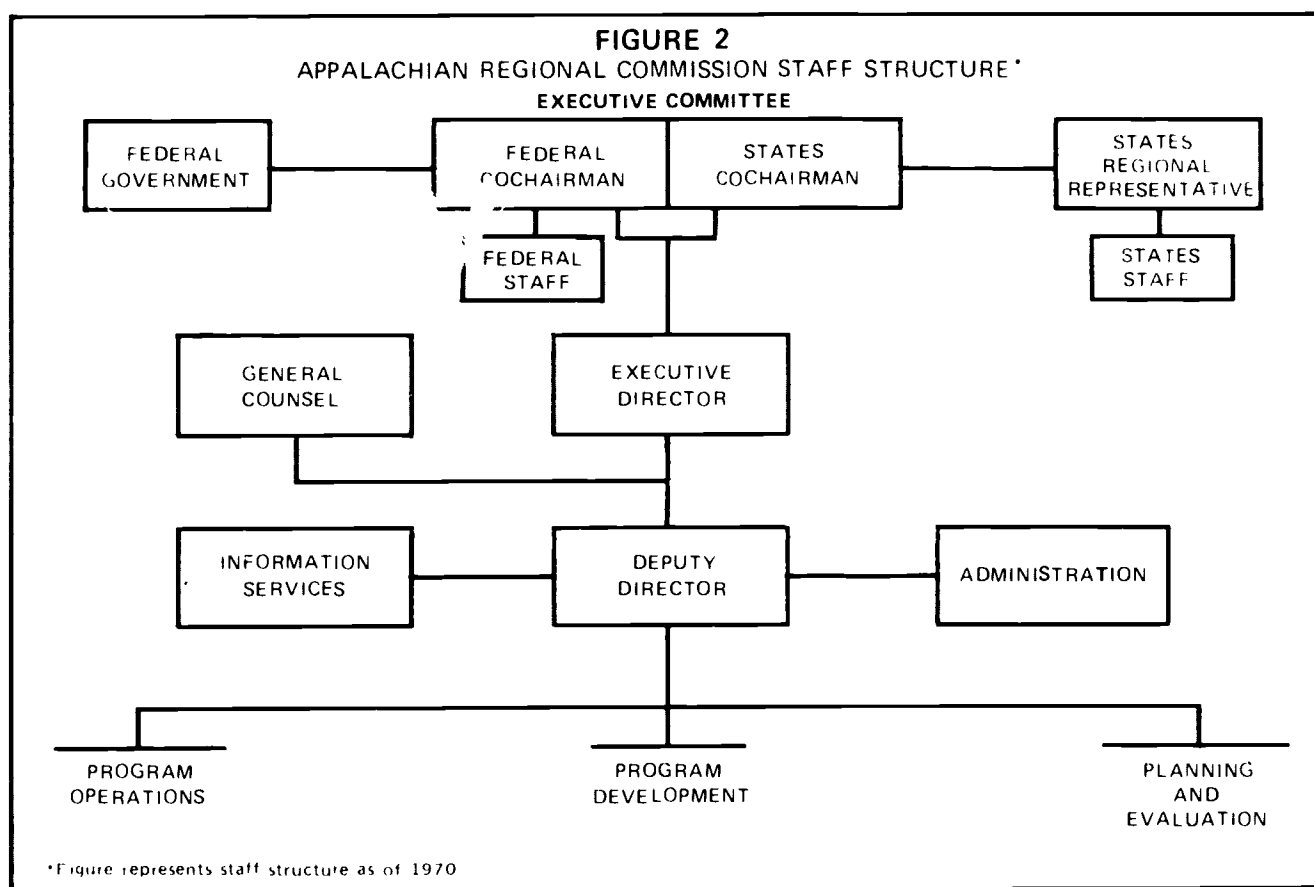 FIGURE 2
APPALACHIAN REGIONAL COMMISSION STAFF STRUCTURE*
EXECUTIVE COMMITTEE
FEDERAL
GOVERNMENT
FEDERAL
COCHAIRMAN
STATES
COCHAIRMAN
STATES
REGIONAL
REPRESENTATIVE
FEDERAL
STAFF
STATES
STAFF
GENERAL
COUNSEL
EXECUTIVE
DIRECTOR
INFORMATION
SERVICES
DEPUTY
DIRECTOR
ADMINISTRATION
PROGRAM
OPERATIONS
PROGRAM
DEVELOPMENT
PLANNING
AND
EVALUATION
*Figure represents staff structure as of 1970